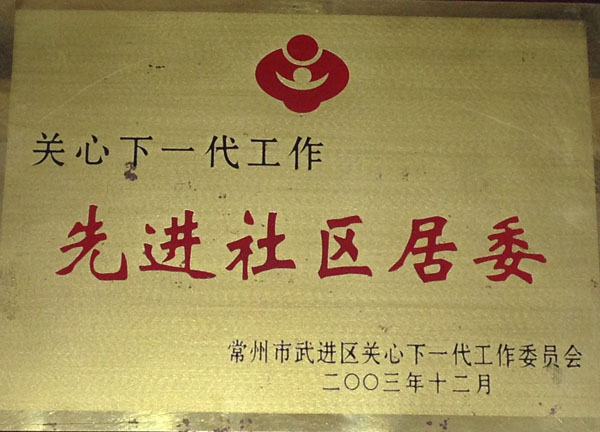 关心下一代工作
先进社区居委
常州市武进区关心下一代工作委员会
二〇〇三年十二月